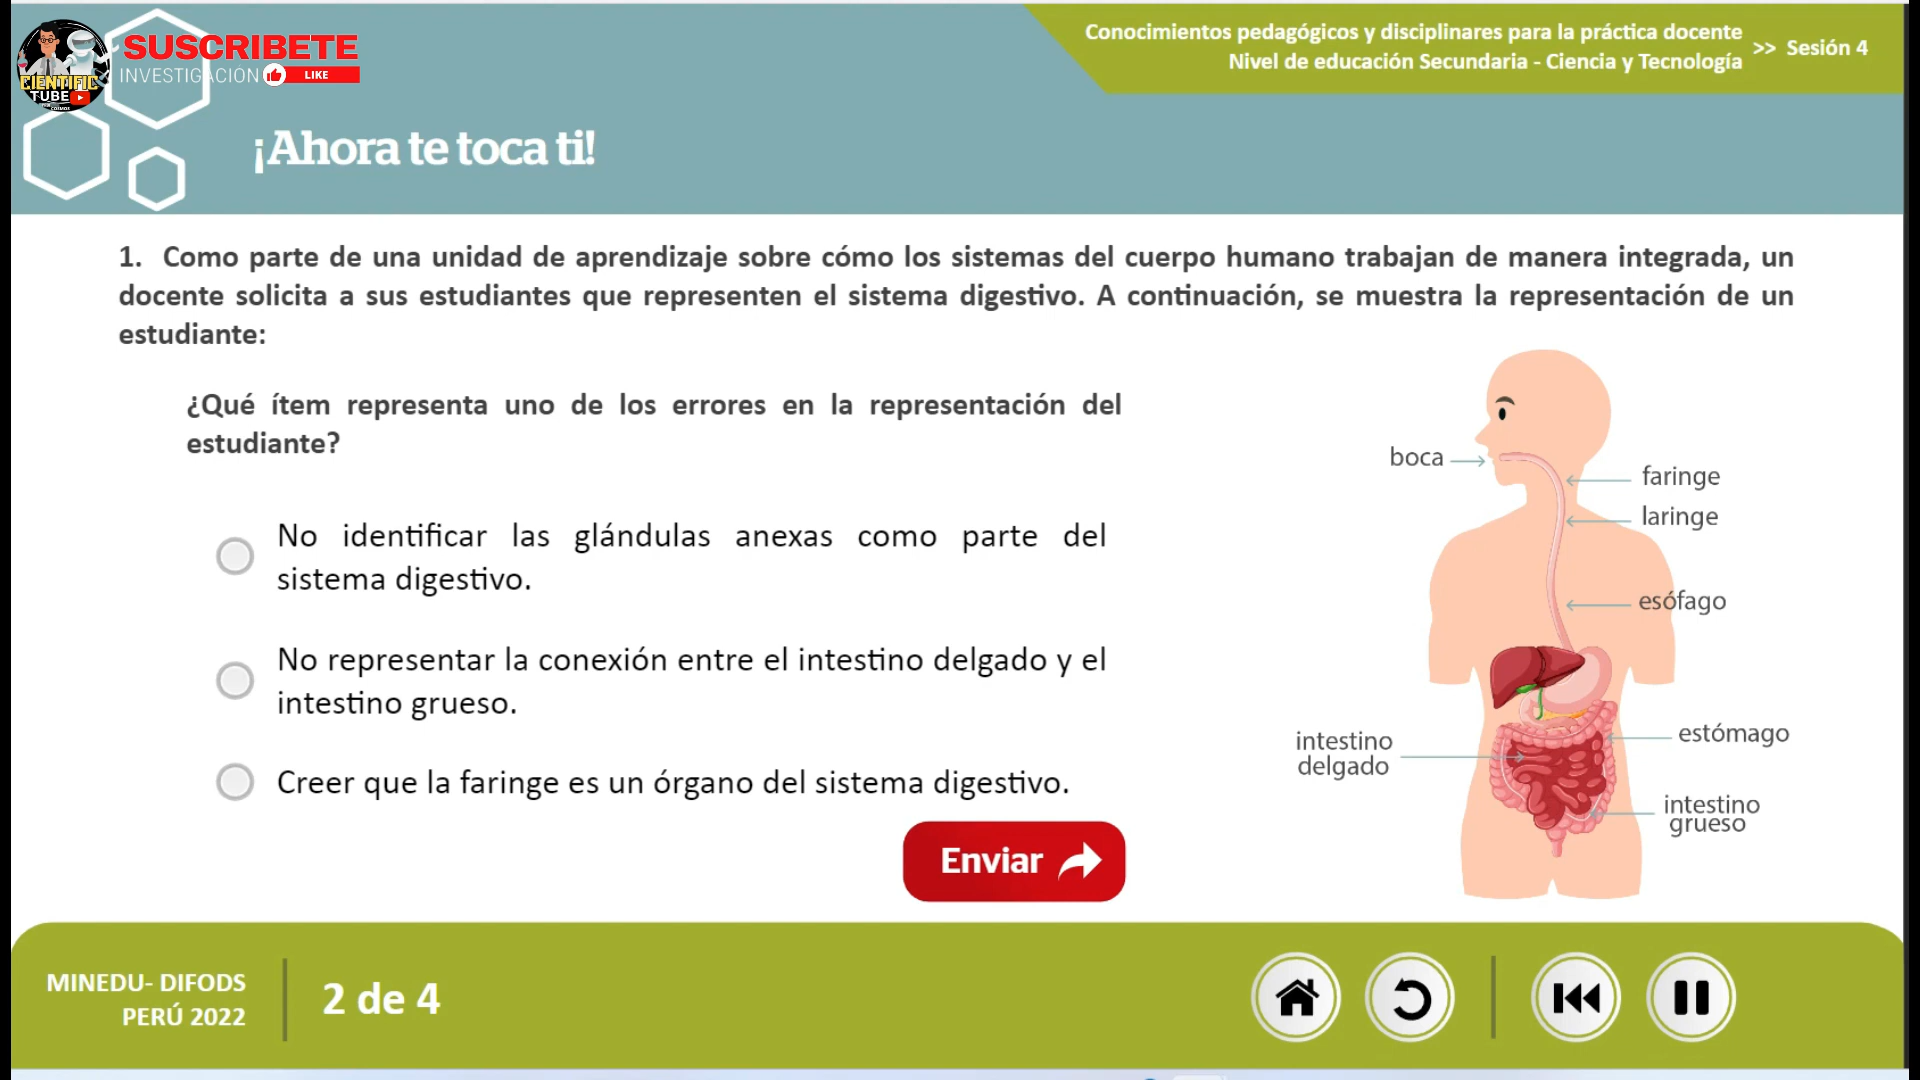 CIENTIFIC
TUBE
COSMOS
SUSCRIBETE
INVESTIGACIÓN LIKE
Conocimientos pedagógicos y disciplinares para la práctica docente
Nivel de educación Secundaria - Ciencia y Tecnología
>> Sesión 4
¡Ahora te toca ti!
1. Como parte de una unidad de aprendizaje sobre cómo los sistemas del cuerpo humano trabajan de manera integrada, un
docente solicita a sus estudiantes que representen el sistema digestivo. A continuación, se muestra la representación de un
estudiante:
¿Qué ítem representa uno de los errores en la representación del
estudiante?
No identificar las glándulas anexas como parte del
sistema digestivo.
No representar la conexión entre el intestino delgado y el
intestino grueso.
Creer que la faringe es un órgano del sistema digestivo.
Enviar
boca
faringe
laringe
esófago
intestino
delgado
estómago
intestino
grueso
MINEDU- DIFODS
PERÚ 2022
2 de 4